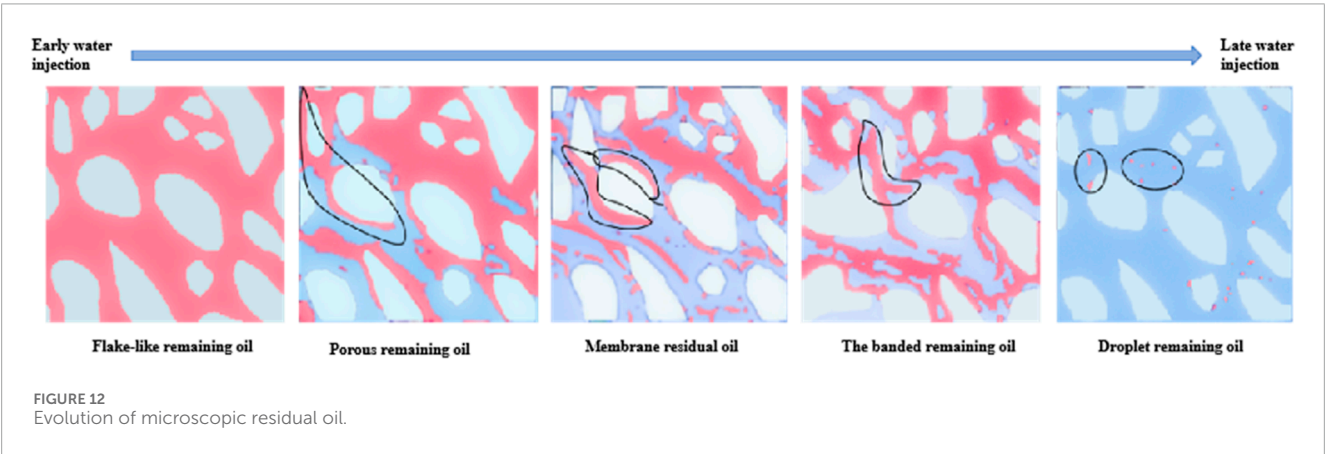 Early water
injection
Late water
injection
Flake-like remaining oil
Porous remaining oil
Membrane residual oil
The banded remaining oil
Droplet remaining oil
FIGURE 12
Evolution of microscopic residual oil.